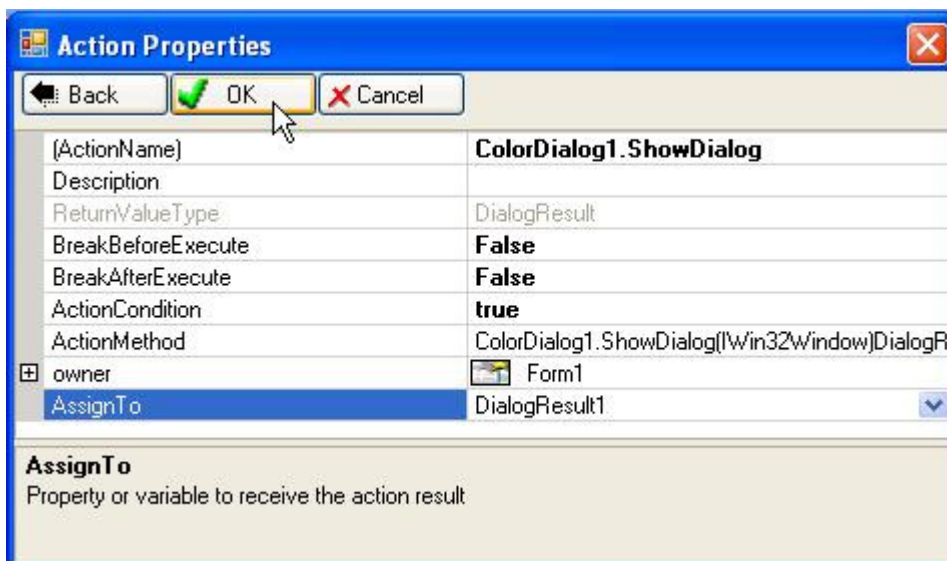 Action Properties
Back OK Cancel
(ActionName) ColorDialog1.ShowDialog
Description
ReturnValueType DialogResult
BreakBeforeExecute False
BreakAfterExecute False
ActionCondition true
ActionMethod ColorDialog1.ShowDialog(IWin32Window)DialogR
owner Form1
AssignTo DialogResult1
AssignTo
Property or variable to receive the action result